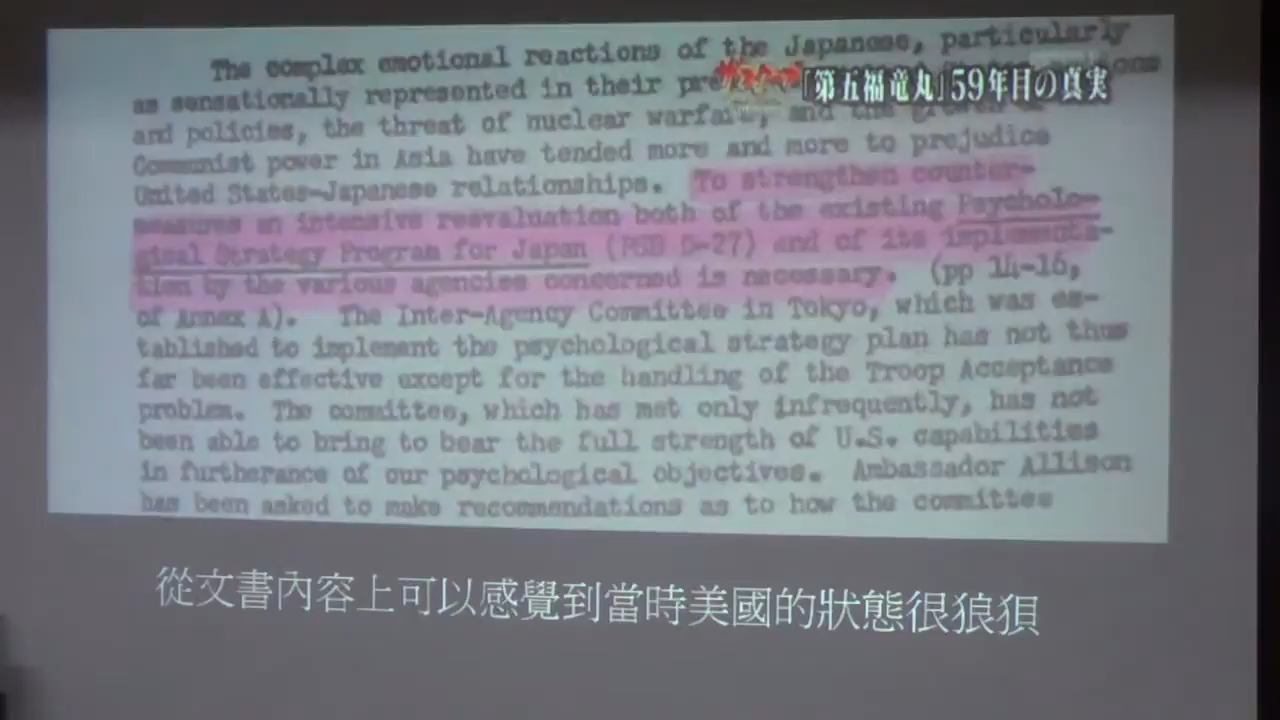 The complex emotional reactions of the Japanese, particularly
ザ・スクープ
「第五福竜丸」59年目の真実
as sensationally represented in their
and policies, the threat of nuclear warfare, and the
Communist power in Asia have tended more and more to prejudice
United States-Japanese relationships. To strengthen counter-
measures an intensive reevaluation both of the existing Psycholo-
gical Strategy Program for Japan (PSB D-27) and of its implementa-
tion by the various agencies concerned is necessary. (pp 14-16,
of Annex A). The Inter-Agency Committee in Tokyo, which was es-
tablished to implement the psychological strategy plan has not thus
far been effective except for the handling of the Troop Acceptance
problem. The committee, which has met only infrequently, has not
been able to bring to bear the full strength of U.S. capabilities
in furtherance of our psychological objectives. Ambassador Allison
has been asked to make recommendations as to how the committee
從文書內容上可以感覺到當時美國的狀態很狼狽